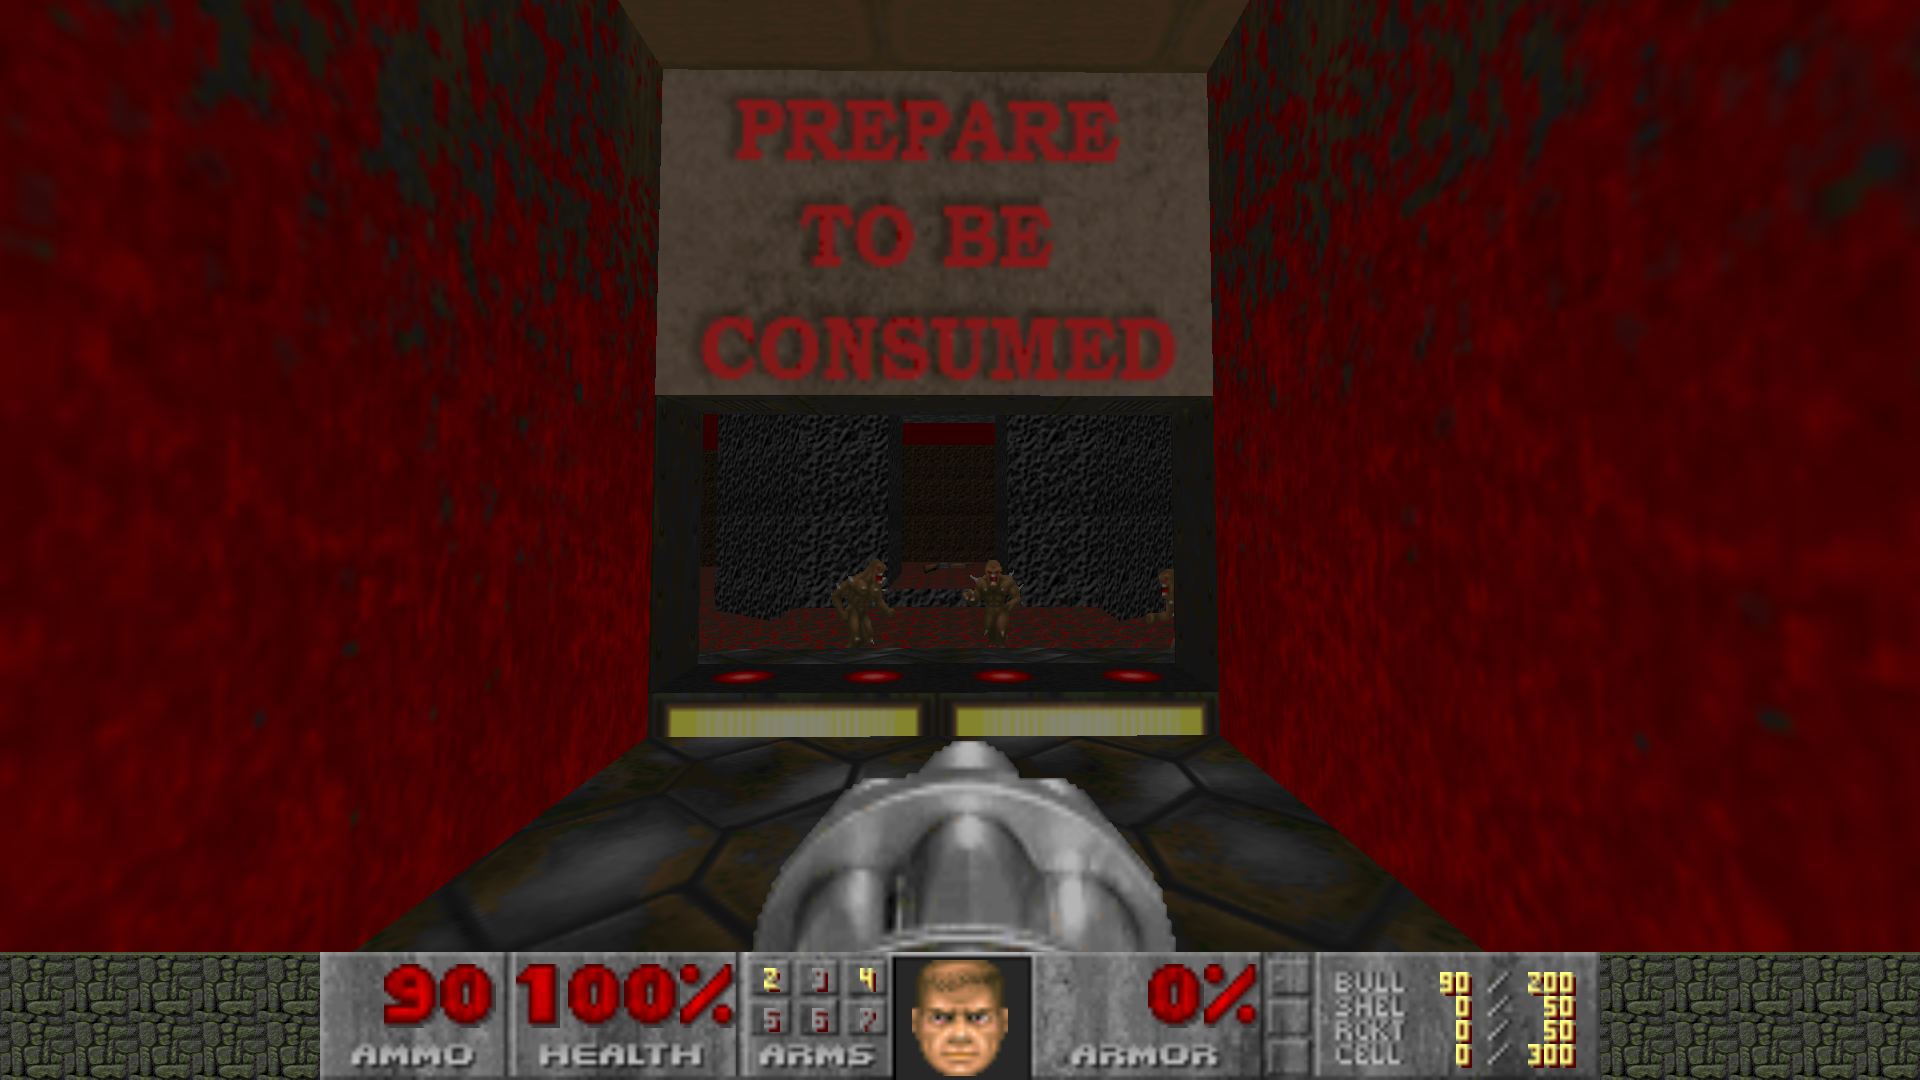 PREPARE
TO BE
CONSUMED
90 100% 2 3 4 0% BULL 90 / 200
SHEL 0 / 50
5 6 7 RCKT 0 / 50
AMMO HEALTH ARMS ARMOR CELL 0 / 300